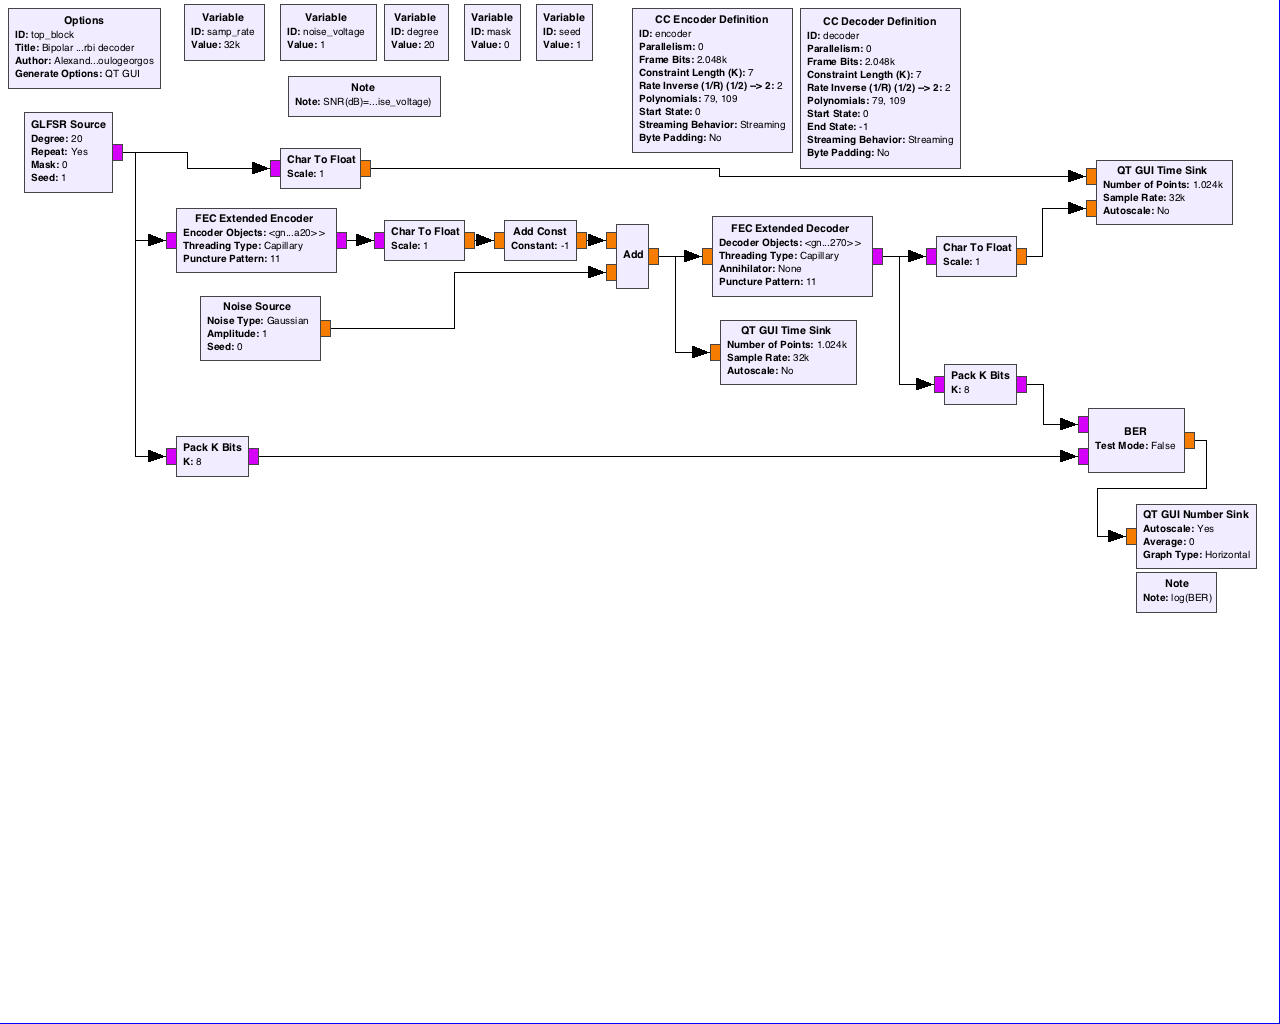 Options
ID: top_block
Title: Bipolar ...rbi decoder
Author: Alexand...oulogeorgos
Generate Options: QT GUI
Variable
ID: samp_rate
Value: 32k
Variable
ID: noise_voltage
Value: 1
Variable
ID: degree
Value: 20
Variable
ID: mask
Value: 0
Variable
ID: seed
Value: 1
Note
Note: SNR(dB)=...ise_voltage)
CC Encoder Definition
ID: encoder
Parallelism: 0
Frame Bits: 2.048k
Constraint Length (K): 7
Rate Inverse (1/R) (1/2) --> 2: 2
Polynomials: 79, 109
Start State: 0
Streaming Behavior: Streaming
Byte Padding: No
CC Decoder Definition
ID: decoder
Parallelism: 0
Frame Bits: 2.048k
Constraint Length (K): 7
Rate Inverse (1/R) (1/2) --> 2: 2
Polynomials: 79, 109
Start State: 0
End State: -1
Streaming Behavior: Streaming
Byte Padding: No
GLFSR Source
Degree: 20
Repeat: Yes
Mask: 0
Seed: 1
Char To Float
Scale: 1
QT GUI Time Sink
Number of Points: 1.024k
Sample Rate: 32k
Autoscale: No
FEC Extended Encoder
Encoder Objects: <gn...a20>>
Threading Type: Capillary
Puncture Pattern: 11
Char To Float
Scale: 1
Add Const
Constant: -1
Add
FEC Extended Decoder
Decoder Objects: <gn...270>>
Threading Type: Capillary
Annihilator: None
Puncture Pattern: 11
Char To Float
Scale: 1
Noise Source
Noise Type: Gaussian
Amplitude: 1
Seed: 0
QT GUI Time Sink
Number of Points: 1.024k
Sample Rate: 32k
Autoscale: No
Pack K Bits
K: 8
Pack K Bits
K: 8
BER
Test Mode: False
QT GUI Number Sink
Autoscale: Yes
Average: 0
Graph Type: Horizontal
Note
Note: log(BER)